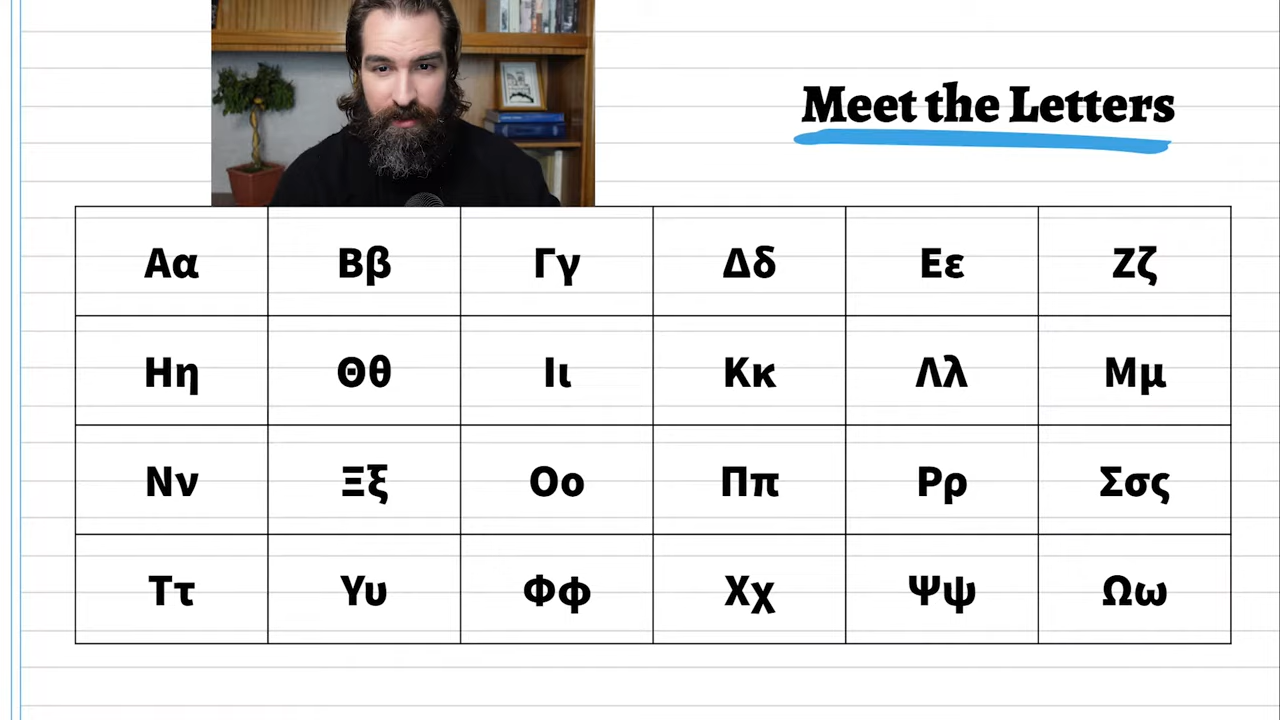 Meet the Letters
Αα Ββ Γγ Δδ Εε Ζζ
Ηη Θθ Ιι Κκ Λλ Μμ
Νν Ξξ Οο Ππ Ρρ Σσς
Ττ Υυ Φφ Χχ Ψψ Ωω